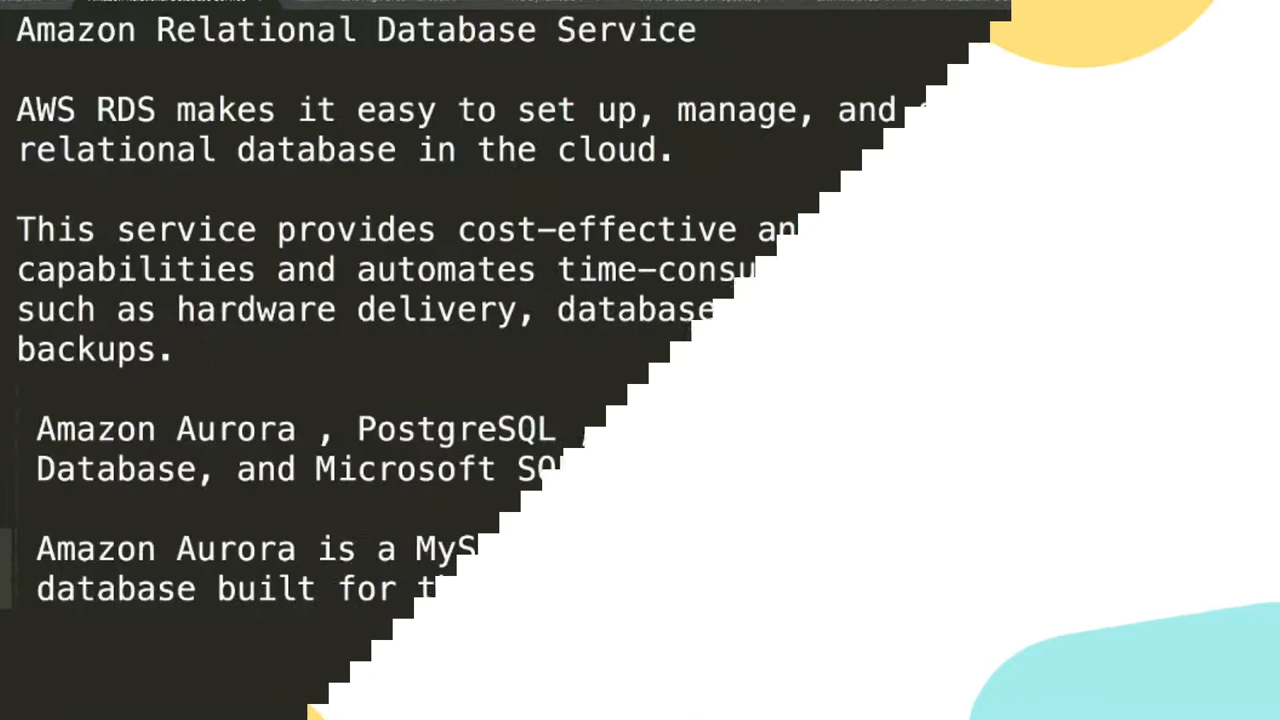 Amazon Relational Database Service
AWS RDS makes it easy to set up, manage, and
relational database in the cloud.
This service provides cost-effective an
capabilities and automates time-consu
such as hardware delivery, database
backups.
Amazon Aurora , PostgreSQL
Database, and Microsoft SQ
Amazon Aurora is a MyS
database built for t